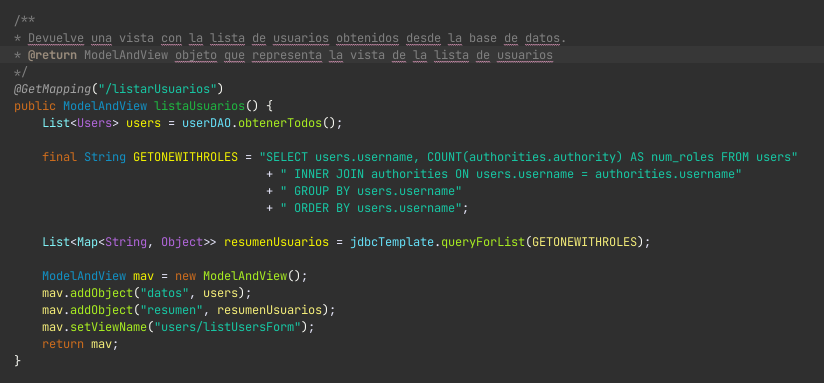 /**
* Devuelve una vista con la lista de usuarios obtenidos desde la base de datos.
* @return ModelAndView objeto que representa la vista de la lista de usuarios
*/
@GetMapping("/listarUsuarios")
public ModelAndView listaUsuarios() {
    List<Users> users = userDAO.obtenerTodos();

    final String GETONEWITHROLES = "SELECT users.username, COUNT(authorities.authority) AS num_roles FROM users"
                                    + " INNER JOIN authorities ON users.username = authorities.username"
                                    + " GROUP BY users.username"
                                    + " ORDER BY users.username";

    List<Map<String, Object>> resumenUsuarios = jdbcTemplate.queryForList(GETONEWITHROLES);

    ModelAndView mav = new ModelAndView();
    mav.addObject("datos", users);
    mav.addObject("resumen", resumenUsuarios);
    mav.setViewName("users/listUsersForm");
    return mav;
}